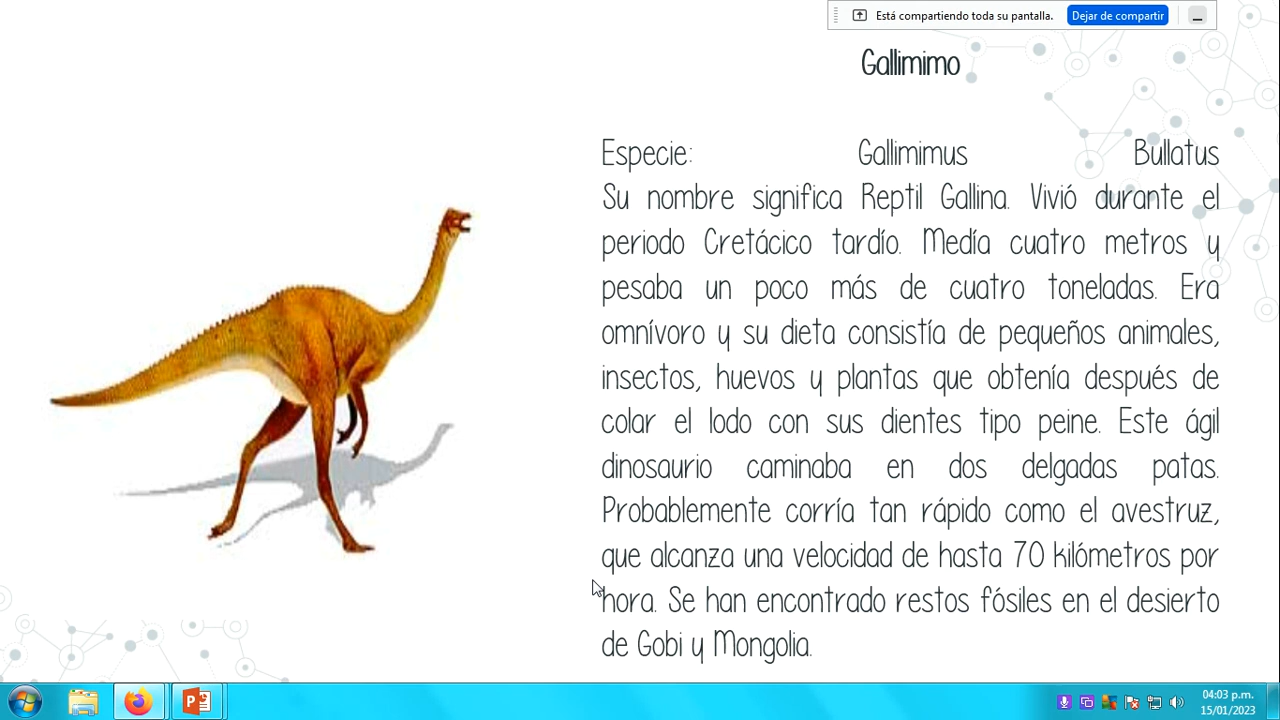 Está compartiendo toda su pantalla. Dejar de compartir
Gallimimo
Especie: Gallimimus Bullatus
Su nombre significa Reptil Gallina. Vivió durante el
periodo Cretácico tardío. Medía cuatro metros y
pesaba un poco más de cuatro toneladas. Era
omnívoro y su dieta consistía de pequeños animales,
insectos, huevos y plantas que obtenía después de
colar el lodo con sus dientes tipo peine. Este ágil
dinosaurio caminaba en dos delgadas patas.
Probablemente corría tan rápido como el avestruz,
que alcanza una velocidad de hasta 70 kilómetros por
hora. Se han encontrado restos fósiles en el desierto
de Gobi y Mongolia.
04:03 p.m.
15/01/2023